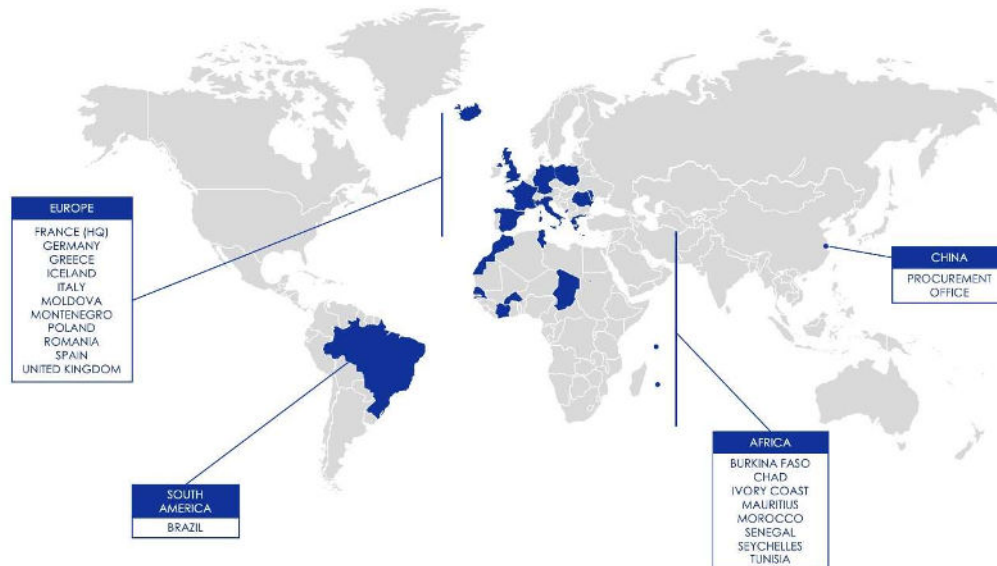 EUROPE
FRANCE (HQ)
GERMANY
GREECE
ICELAND
ITALY
MOLDOVA
MONTENEGRO
POLAND
ROMANIA
SPAIN
UNITED KINGDOM
SOUTH
AMERICA
BRAZIL
CHINA
PROCUREMENT
OFFICE
AFRICA
BURKINA FASO
CHAD
IVORY COAST
MAURITIUS
MOROCCO
SENEGAL
SEYCHELLES
TUNISIA